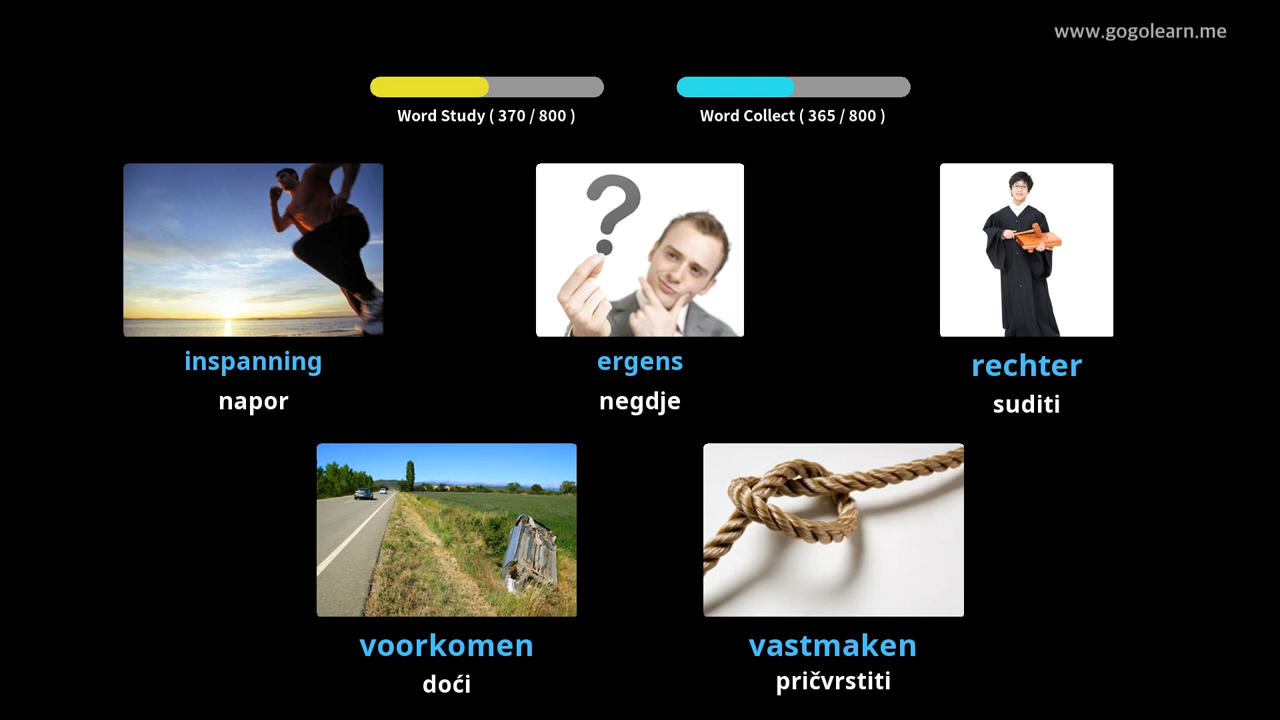 www.gogolearn.me
Word Study ( 370 / 800 )
Word Collect ( 365 / 800 )
inspanning
napor
ergens
negdje
rechter
suditi
voorkomen
doći
vastmaken
pričvrstiti